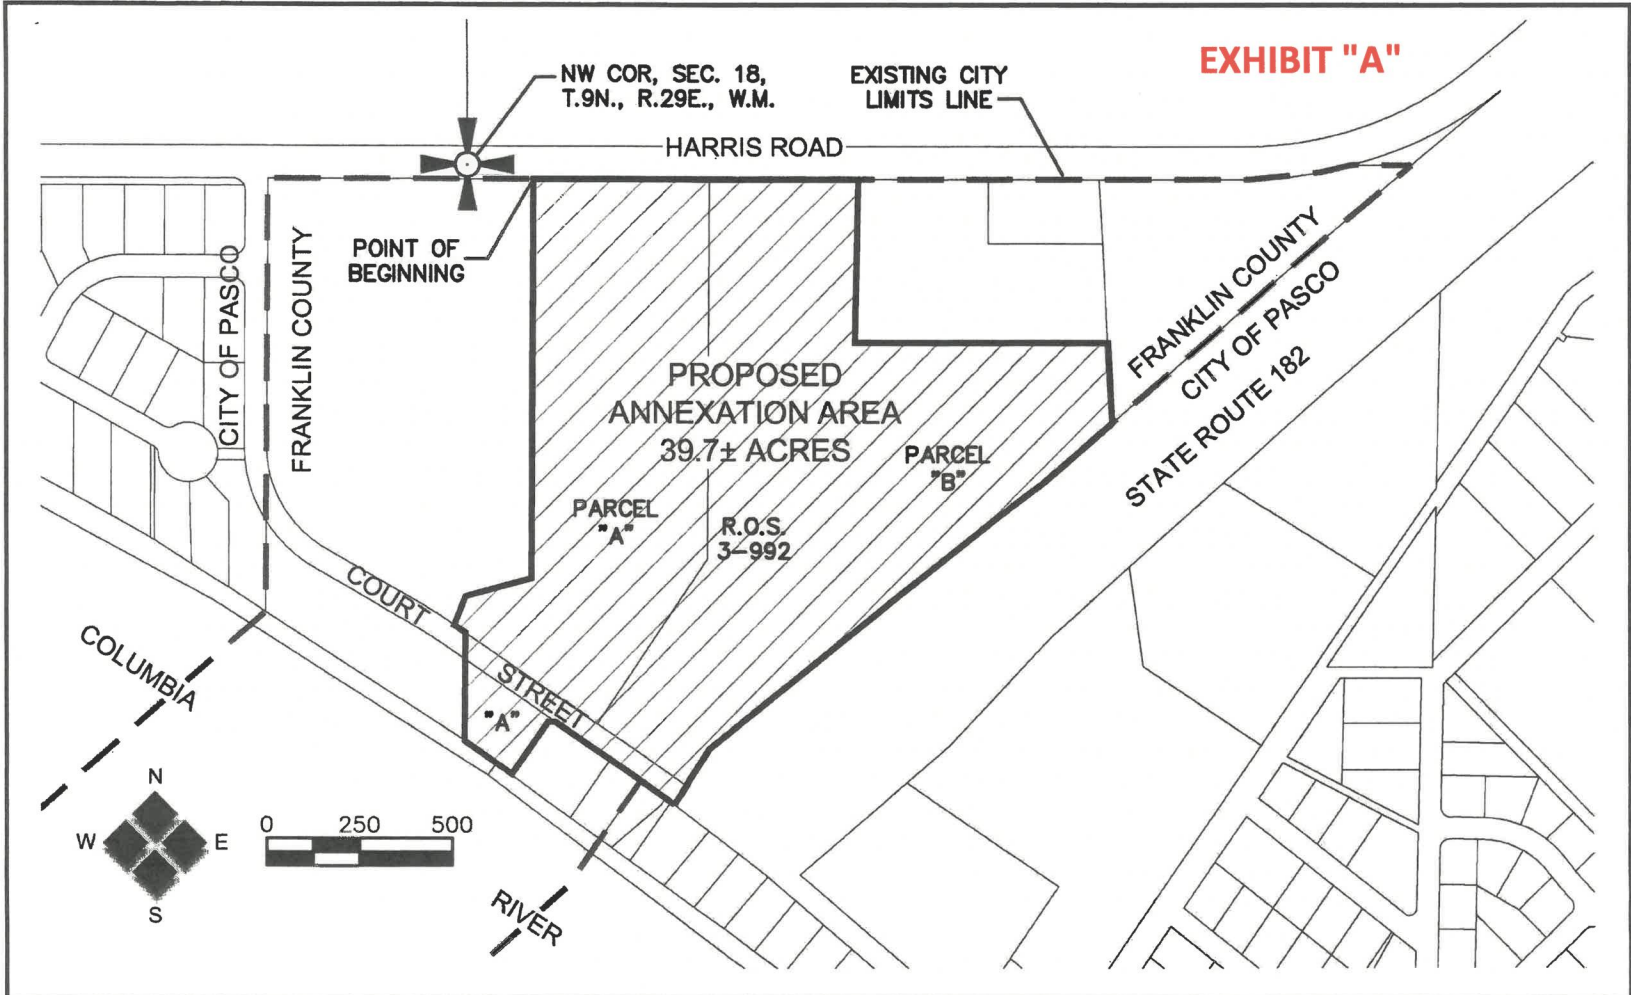 EXHIBIT "A"
NW COR, SEC. 18,
T.9N., R.29E., W.M.
EXISTING CITY
LIMITS LINE
HARRIS ROAD
POINT OF
BEGINNING
CITY OF PASCO
FRANKLIN COUNTY
FRANKLIN COUNTY
CITY OF PASCO
STATE ROUTE 182
PROPOSED
ANNEXATION AREA
39.7± ACRES
PARCEL
"B"
PARCEL
"A"
R.O.S.
3-992
COURT
STREET
"A"
COLUMBIA
RIVER
N
W E
S
0 250 500